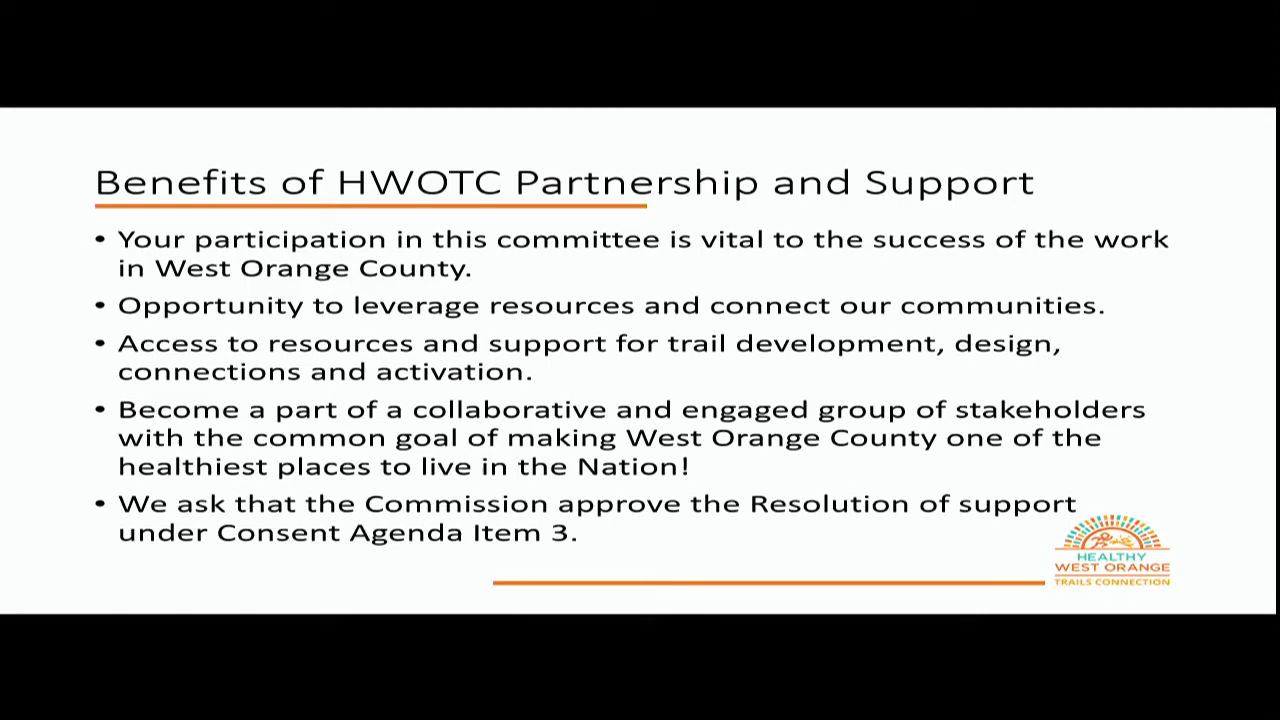 Benefits of HWOTC Partnership and Support
• Your participation in this committee is vital to the success of the work
in West Orange County.
• Opportunity to leverage resources and connect our communities.
• Access to resources and support for trail development, design,
connections and activation.
• Become a part of a collaborative and engaged group of stakeholders
with the common goal of making West Orange County one of the
healthiest places to live in the Nation!
• We ask that the Commission approve the Resolution of support
under Consent Agenda Item 3.
HEALTHY
WEST ORANGE
TRAILS CONNECTION